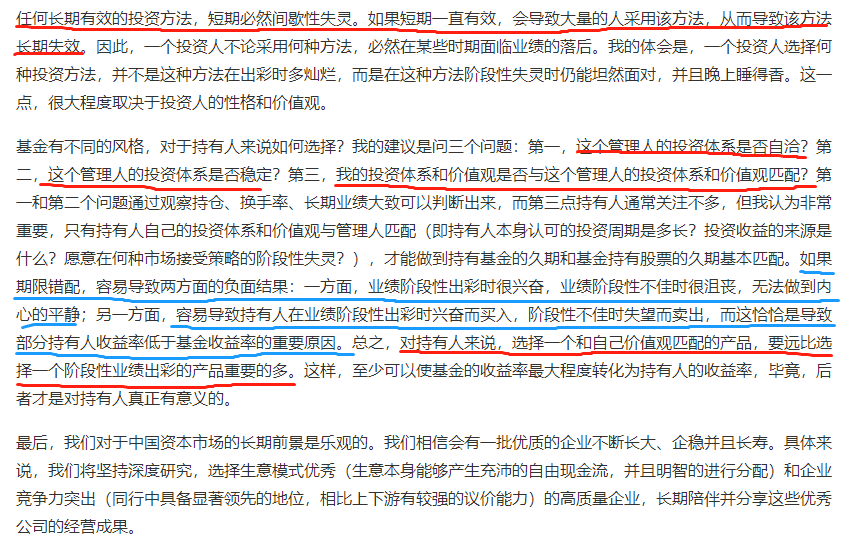 任何长期有效的投资方法，短期必然间歇性失灵。如果短期一直有效，会导致大量的人采用该方法，从而导致该方法
长期失效。因此，一个投资人不论采用何种方法，必然在某些时期面临业绩的落后。我的体会是，一个投资人选择何
种投资方法，并不是这种方法在出彩时多灿烂，而是在这种方法阶段性失灵时仍能坦然面对，并且晚上睡得香。这一
点，很大程度取决于投资人的性格和价值观。
基金有不同的风格，对于持有人来说如何选择？我的建议是问三个问题：第一，这个管理人的投资体系是否自洽？第
二，这个管理人的投资体系是否稳定？第三，我的投资体系和价值观是否与这个管理人的投资体系和价值观匹配？第
一和第二个问题通过观察持仓、换手率、长期业绩大致可以判断出来，而第三点持有人通常关注不多，但我认为非常
重要，只有持有人自己的投资体系和价值观与管理人匹配（即持有人本身认可的投资周期是多长？投资收益的来源是
什么？愿意在何种市场接受策略的阶段性失灵？），才能做到持有基金的久期和基金持有股票的久期基本匹配。如果
期限错配，容易导致两方面的负面结果：一方面，业绩阶段性出彩时很兴奋，业绩阶段性不佳时很沮丧，无法做到内
心的平静；另一方面，容易导致持有人在业绩阶段性出彩时兴奋而买入，阶段性不佳时失望而卖出，而这恰恰是导致
部分持有人收益率低于基金收益率的重要原因。总之，对持有人来说，选择一个和自己价值观匹配的产品，要远比选
择一个阶段性业绩出彩的产品重要的多。这样，至少可以使基金的收益率最大程度转化为持有人的收益率，毕竟，后
者才是对持有人真正有意义的。
最后，我们对于中国资本市场的长期前景是乐观的。我们相信会有一批优质的企业不断长大、企稳并且长寿。具体来
说，我们将坚持深度研究，选择生意模式优秀（生意本身能够产生充沛的自由现金流，并且明智的进行分配）和企业
竞争力突出（同行中具备显著领先的地位，相比上下游有较强的议价能力）的高质量企业，长期陪伴并分享这些优秀
公司的经营成果。